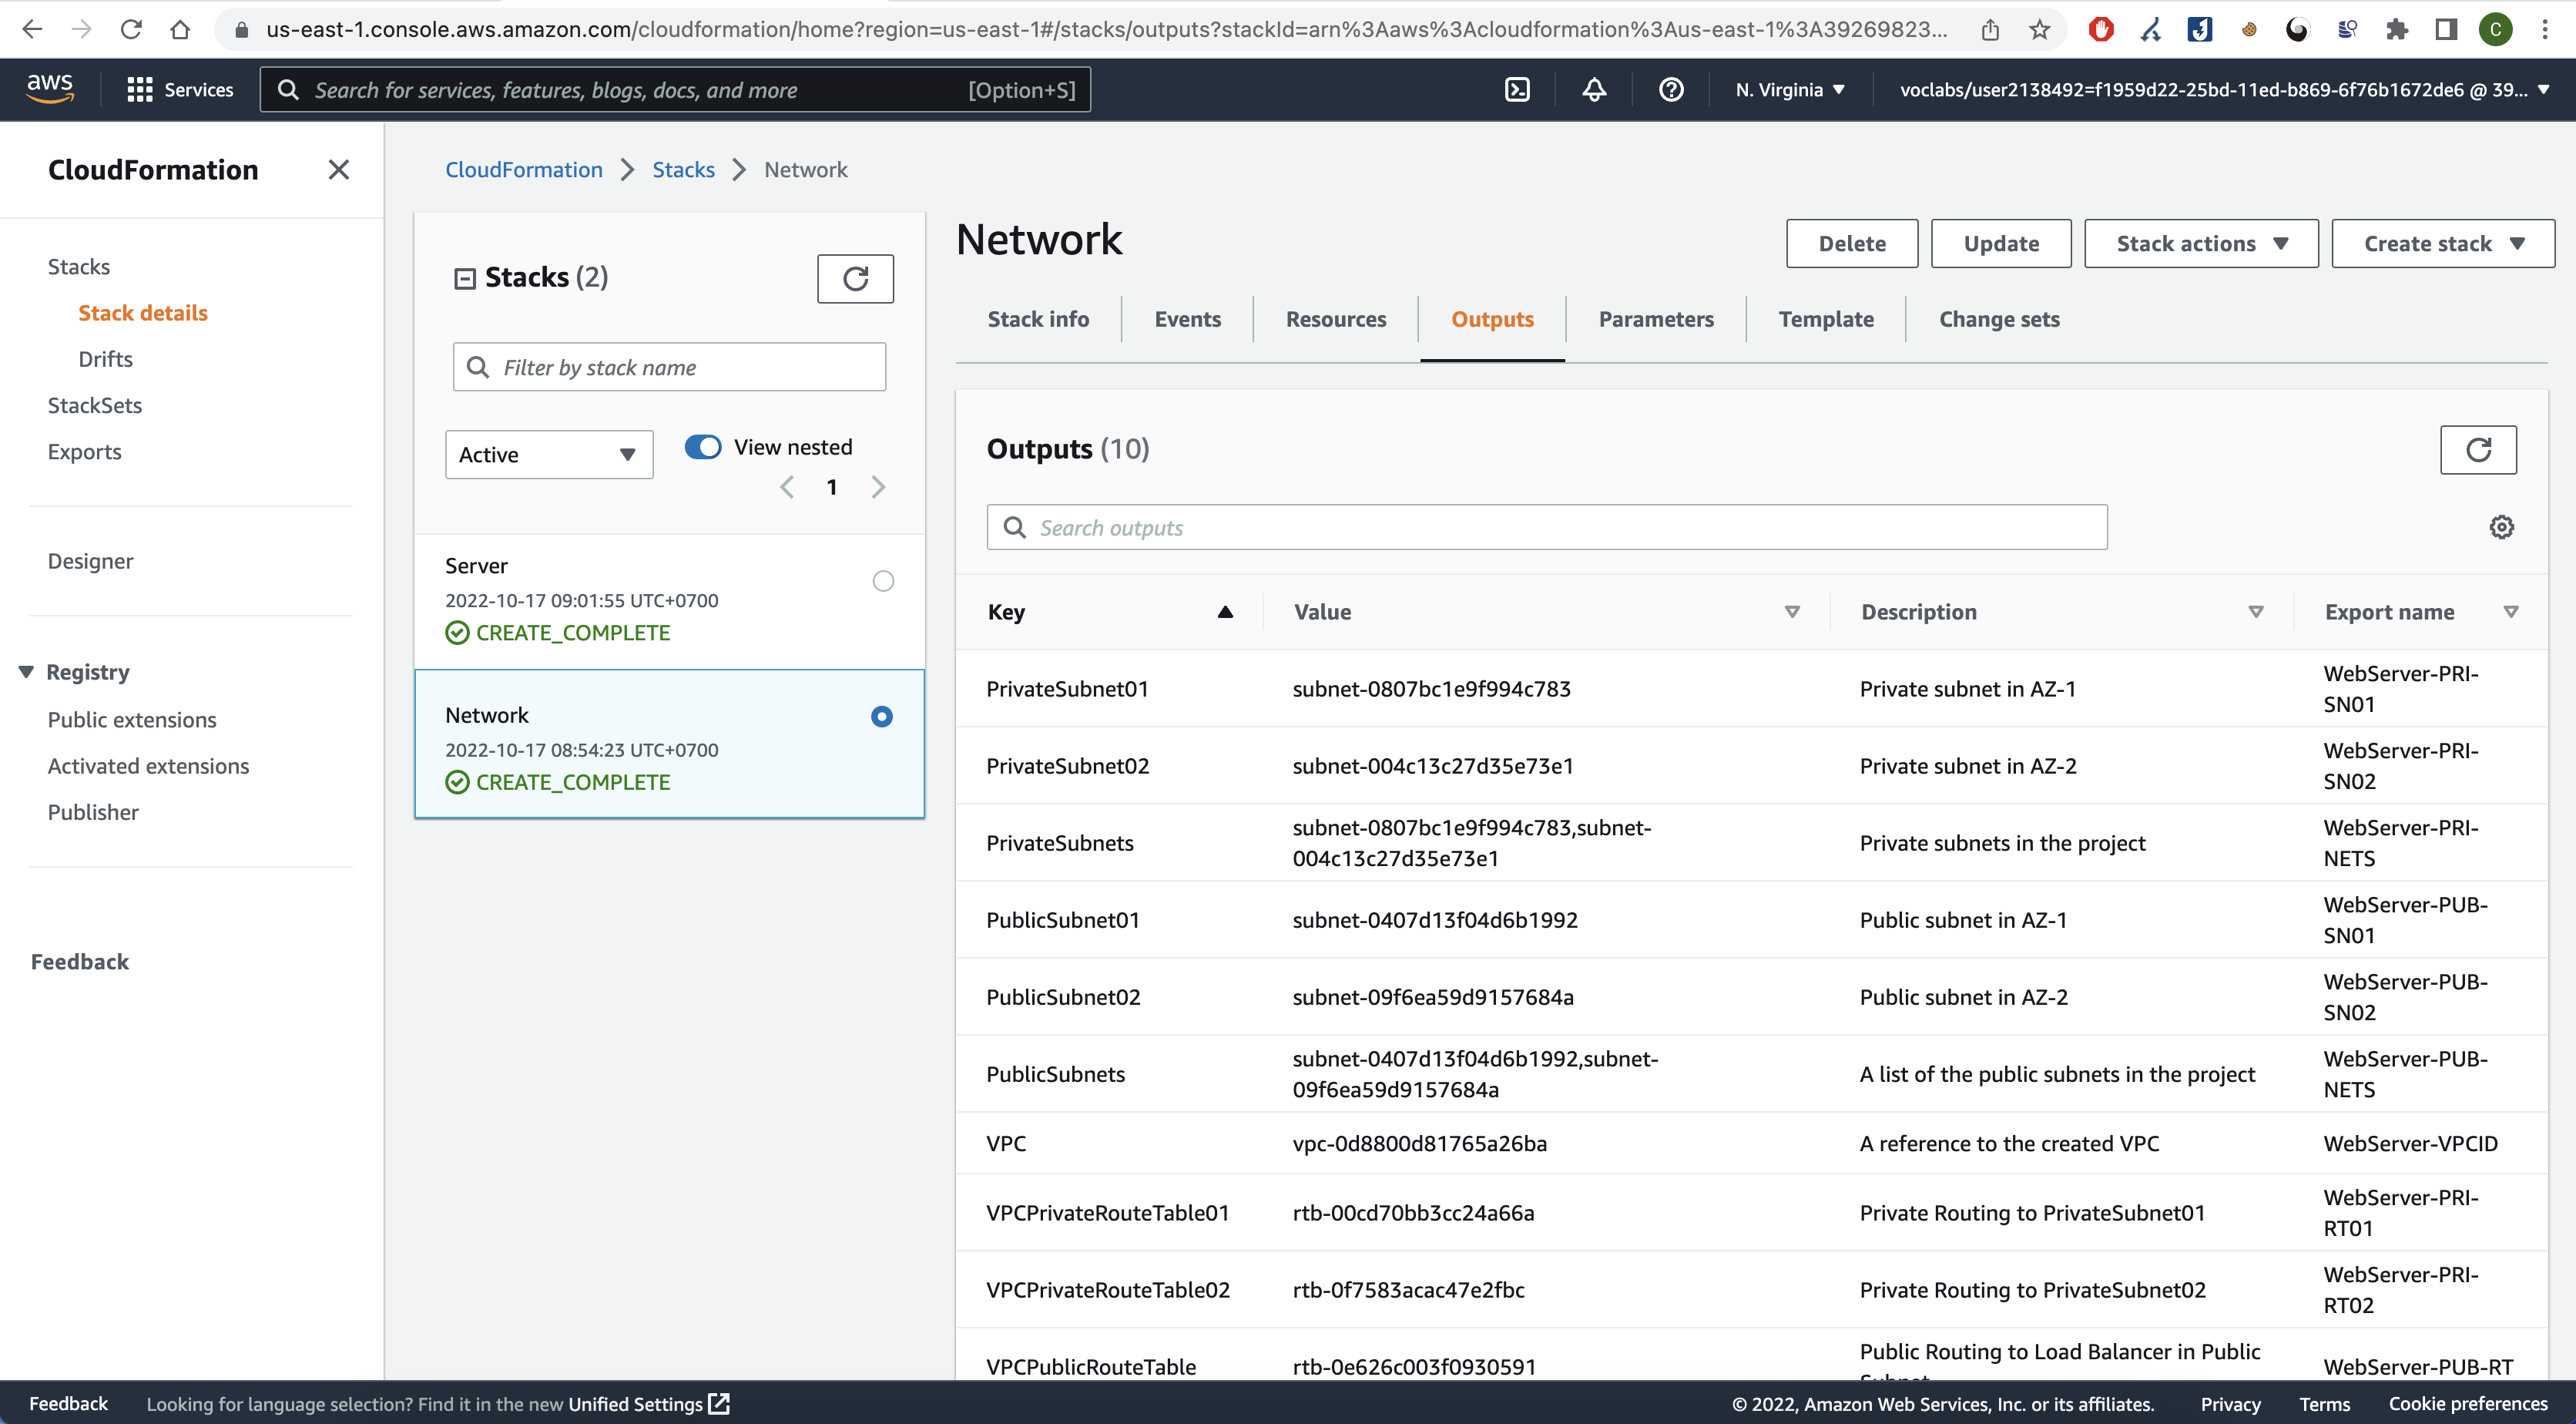 us-east-1.console.aws.amazon.com/cloudformation/home?region=us-east-1#/stacks/outputs?stackId=arn%3Aaws%3Acloudformation%3Aus-east-1%3A39269823...
C
aws
Services
Search for services, features, blogs, docs, and more
[Option+S]
N. Virginia
voclabs/user2138492=f1959d22-25bd-11ed-b869-6f76b1672de6 @ 39...
CloudFormation
Stacks
Stack details
Drifts
StackSets
Exports
Designer
Registry
Public extensions
Activated extensions
Publisher
Feedback
CloudFormation
Stacks
Network
Stacks (2)
Filter by stack name
Active
View nested
1
Server
2022-10-17 09:01:55 UTC+0700
CREATE_COMPLETE
Network
2022-10-17 08:54:23 UTC+0700
CREATE_COMPLETE
Network
Delete
Update
Stack actions
Create stack
Stack info
Events
Resources
Outputs
Parameters
Template
Change sets
Outputs (10)
Search outputs
Key
Value
Description
Export name
PrivateSubnet01
subnet-0807bc1e9f994c783
Private subnet in AZ-1
WebServer-PRI-
SN01
PrivateSubnet02
subnet-004c13c27d35e73e1
Private subnet in AZ-2
WebServer-PRI-
SN02
PrivateSubnets
subnet-0807bc1e9f994c783,subnet-
004c13c27d35e73e1
Private subnets in the project
WebServer-PRI-
NETS
PublicSubnet01
subnet-0407d13f04d6b1992
Public subnet in AZ-1
WebServer-PUB-
SN01
PublicSubnet02
subnet-09f6ea59d9157684a
Public subnet in AZ-2
WebServer-PUB-
SN02
PublicSubnets
subnet-0407d13f04d6b1992,subnet-
09f6ea59d9157684a
A list of the public subnets in the project
WebServer-PUB-
NETS
VPC
vpc-0d8800d81765a26ba
A reference to the created VPC
WebServer-VPCID
VPCPrivateRouteTable01
rtb-00cd70bb3cc24a66a
Private Routing to PrivateSubnet01
WebServer-PRI-
RT01
VPCPrivateRouteTable02
rtb-0f7583acac47e2fbc
Private Routing to PrivateSubnet02
WebServer-PRI-
RT02
VPCPublicRouteTable
rtb-0e626c003f0930591
Public Routing to Load Balancer in Public
Subnet
WebServer-PUB-RT
Feedback
Looking for language selection? Find it in the new Unified Settings
© 2022, Amazon Web Services, Inc. or its affiliates.
Privacy
Terms
Cookie preferences